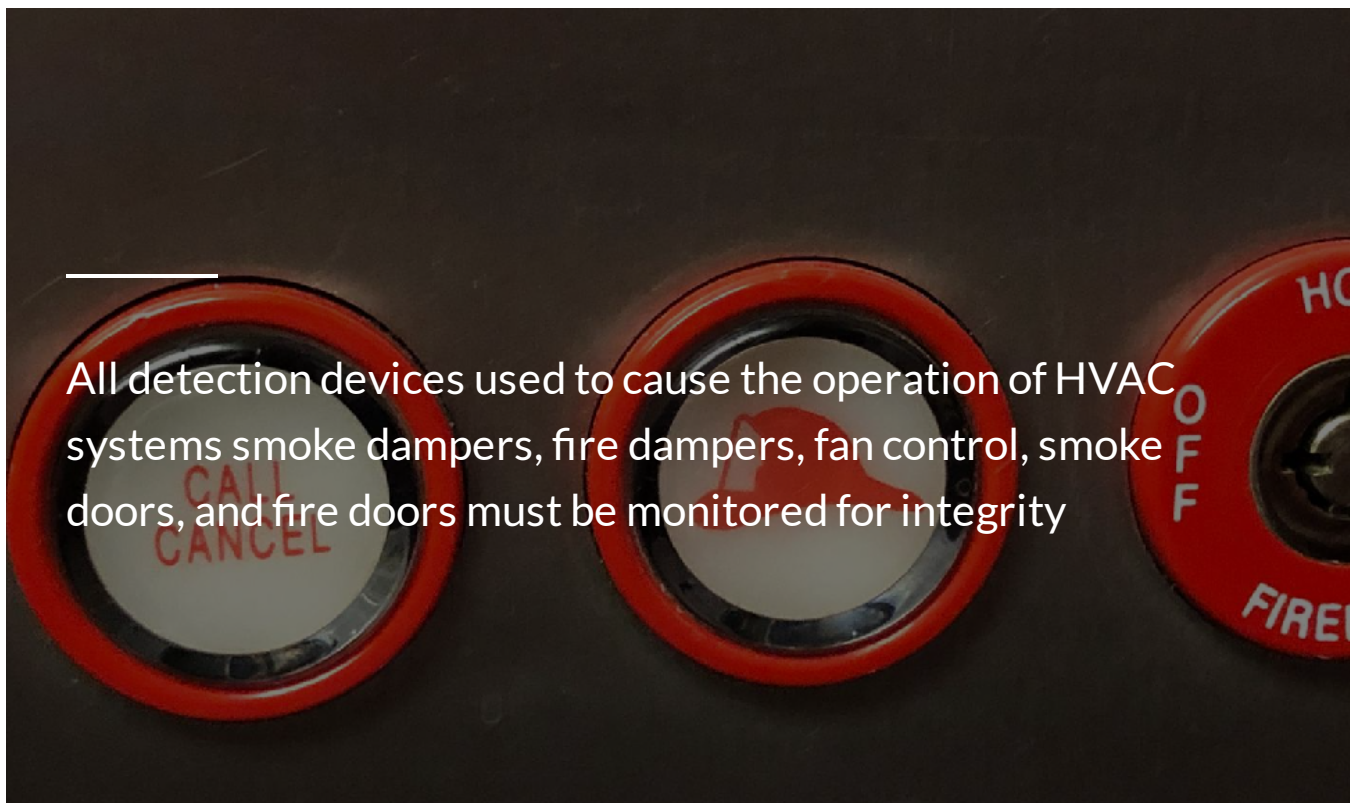 All detection devices used to cause the operation of HVAC
systems smoke dampers, fire dampers, fan control, smoke
doors, and fire doors must be monitored for integrity
CALL
CANCEL
OFF